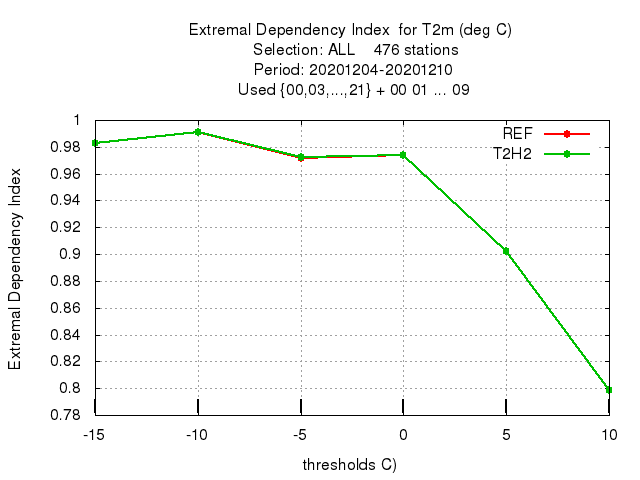 Extremal Dependency Index  for T2m (deg C)
Selection: ALL    476 stations
Period: 20201204-20201210
Used {00,03,...,21} + 00 01 ... 09
Extremal Dependency Index
1
0.98
0.96
0.94
0.92
0.9
0.88
0.86
0.84
0.82
0.8
0.78
REF
T2H2
-15 -10 -5 0 5 10
thresholds C)